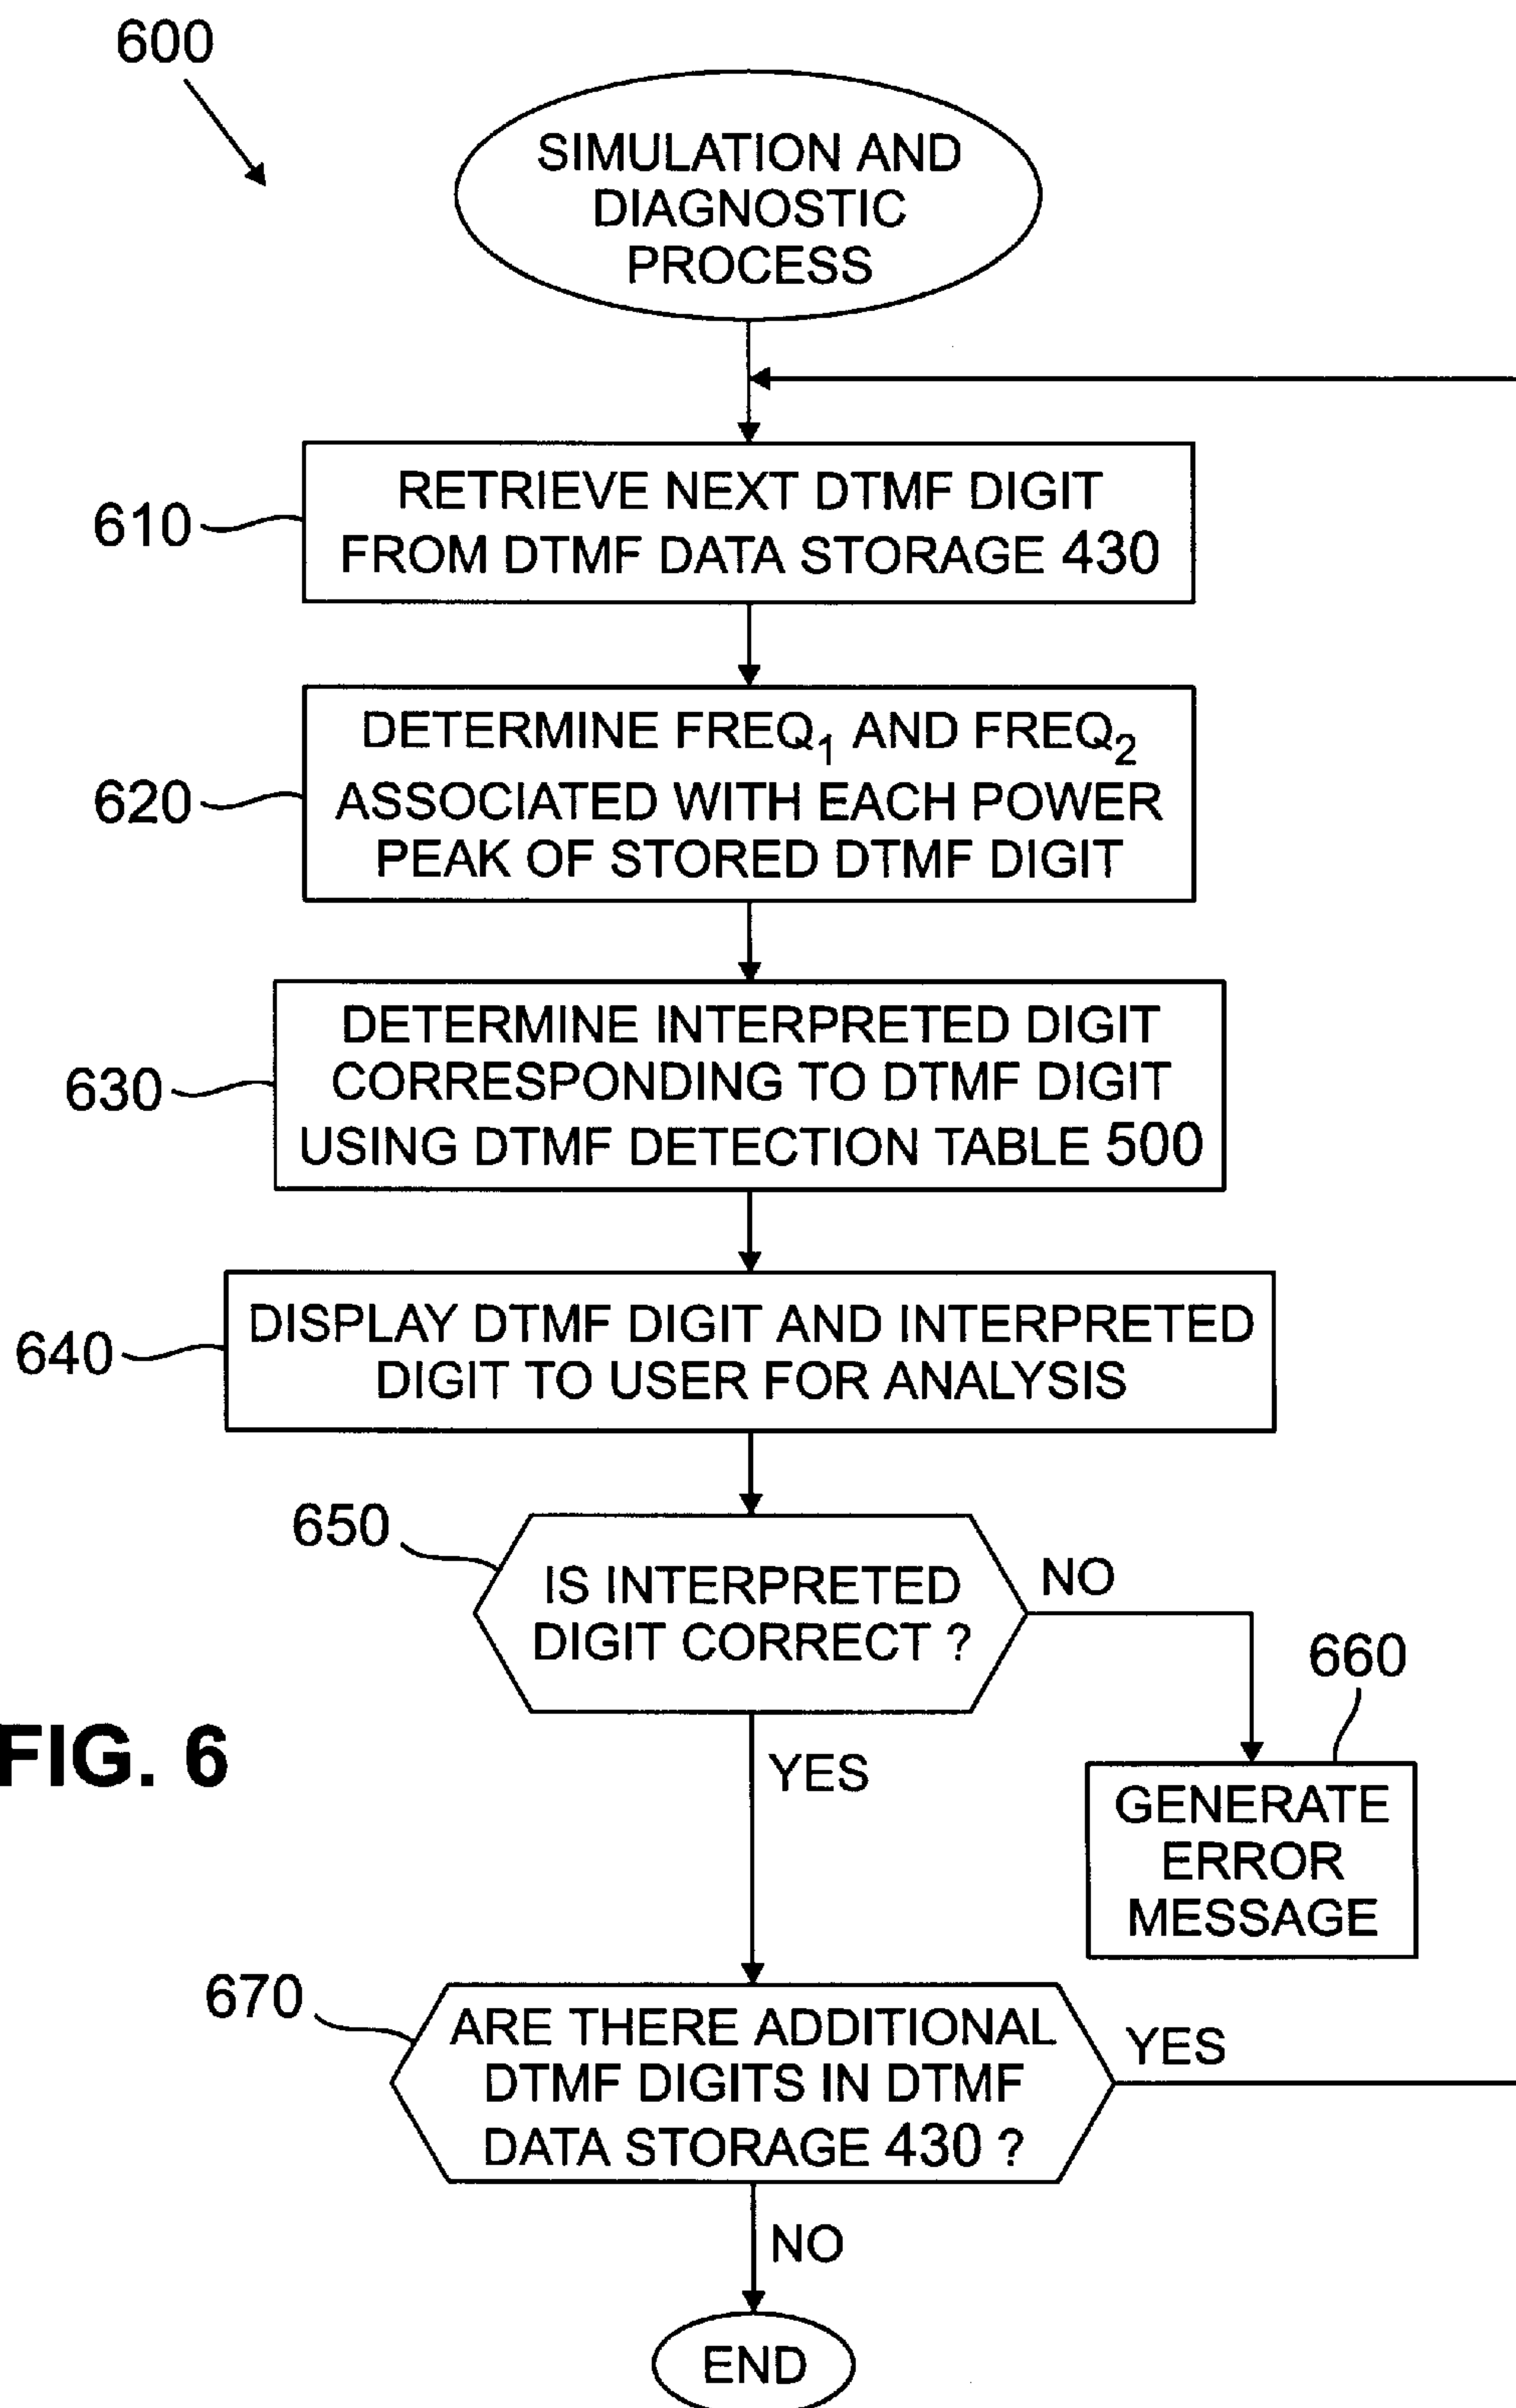 600
SIMULATION AND
DIAGNOSTIC
PROCESS
610
RETRIEVE NEXT DTMF DIGIT
FROM DTMF DATA STORAGE 430
620
DETERMINE FREQ₁ AND FREQ₂
ASSOCIATED WITH EACH POWER
PEAK OF STORED DTMF DIGIT
630
DETERMINE INTERPRETED DIGIT
CORRESPONDING TO DTMF DIGIT
USING DTMF DETECTION TABLE 500
640
DISPLAY DTMF DIGIT AND INTERPRETED
DIGIT TO USER FOR ANALYSIS
650
IS INTERPRETED
DIGIT CORRECT ?
NO
660
GENERATE
ERROR
MESSAGE
YES
FIG. 6
670
ARE THERE ADDITIONAL
DTMF DIGITS IN DTMF
DATA STORAGE 430 ?
YES
NO
END